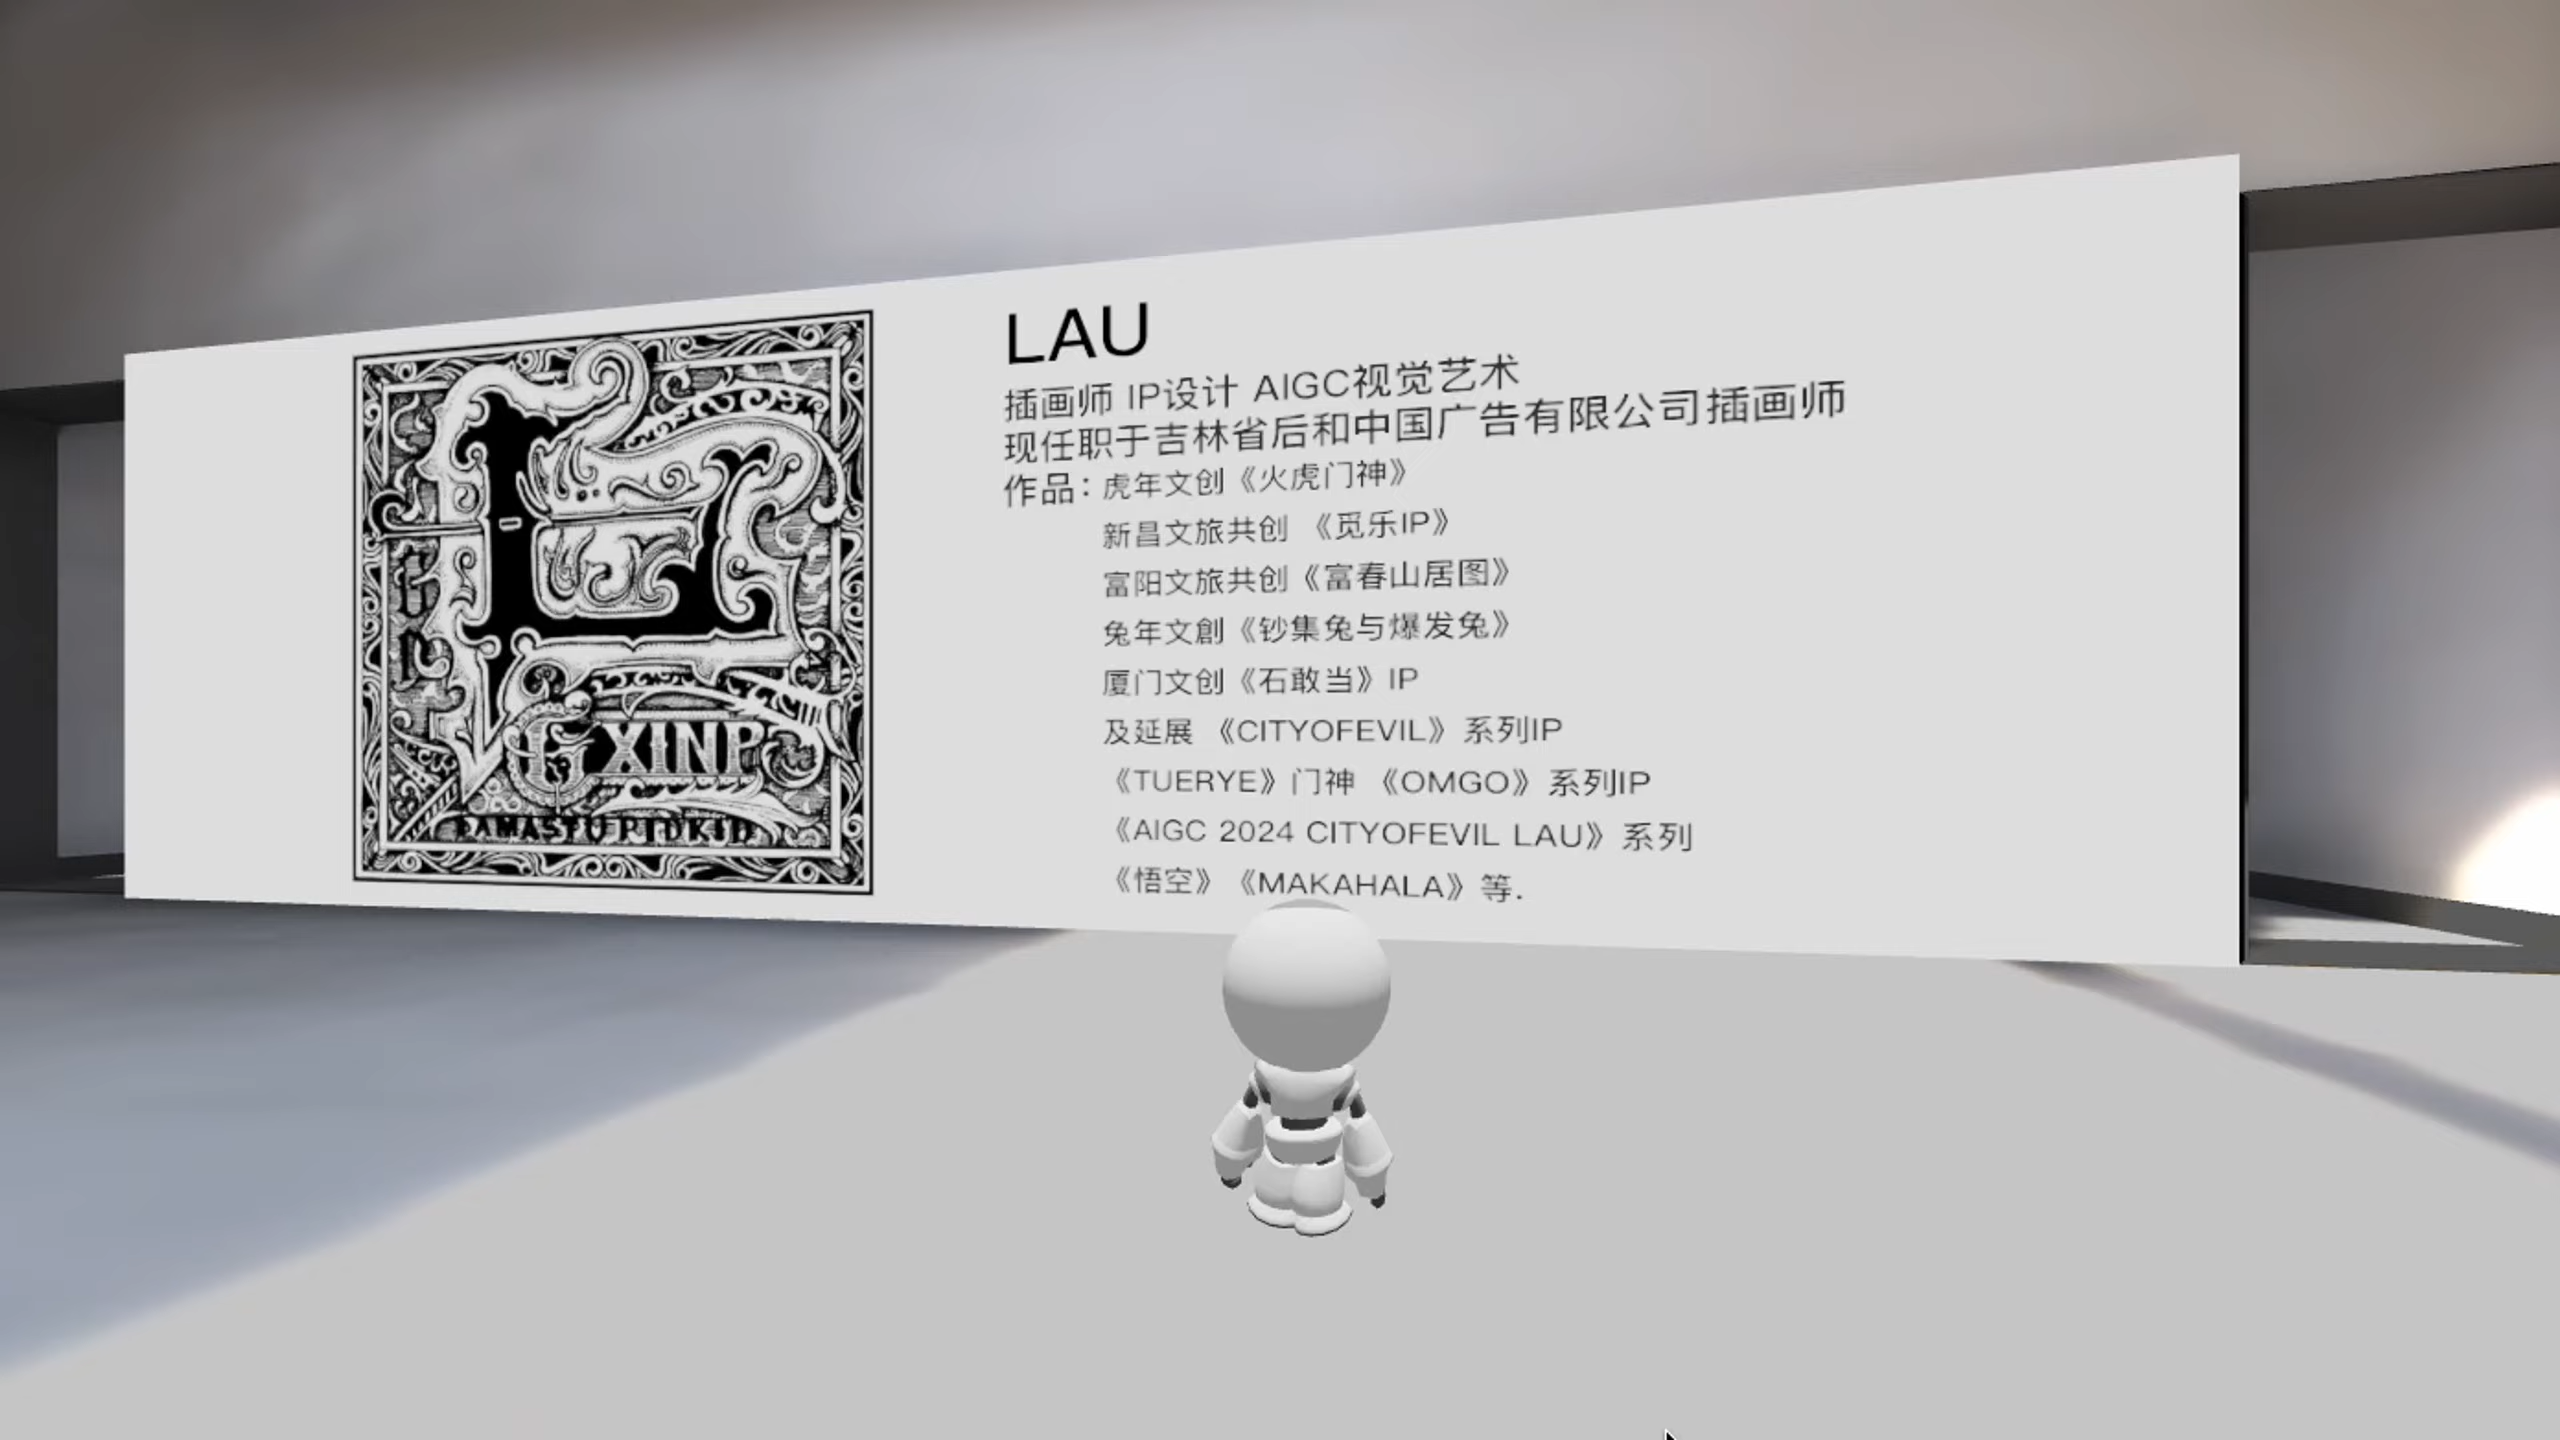 LAU
插画师 IP设计 AIGC视觉艺术
现任职于吉林省后和中国广告有限公司插画师
作品：虎年文创《火虎门神》
新昌文旅共创 《觅乐IP》
富阳文旅共创《富春山居图》
兔年文創《钞集兔与爆发兔》
厦门文创《石敢当》IP
及延展 《CITYOFEVIL》系列IP
《TUERYE》门神 《OMGO》系列IP
《AIGC 2024 CITYOFEVIL LAU》系列
《悟空》《MAKAHALA》等.
XINP